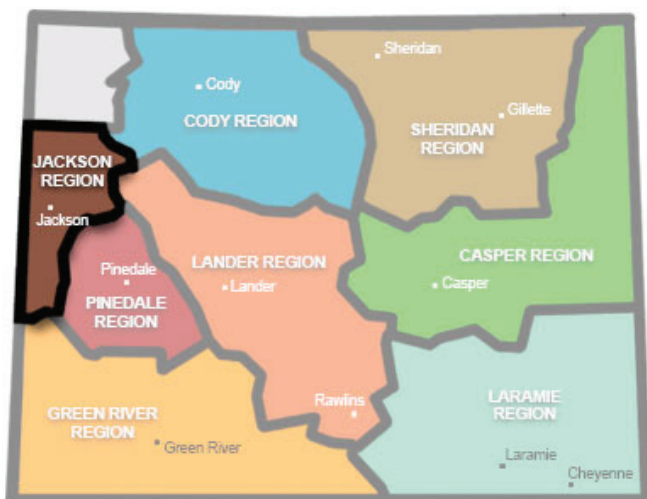 Sheridan
Cody
Gillette
CODY REGION
SHERIDAN
REGION
JACKSON
REGION
Jackson
LANDER REGION
CASPER REGION
Pinedale
Lander
Casper
PINEDALE
REGION
Rawlins
LARAMIE
REGION
GREEN RIVER
REGION
Green River
Laramie
Cheyenne